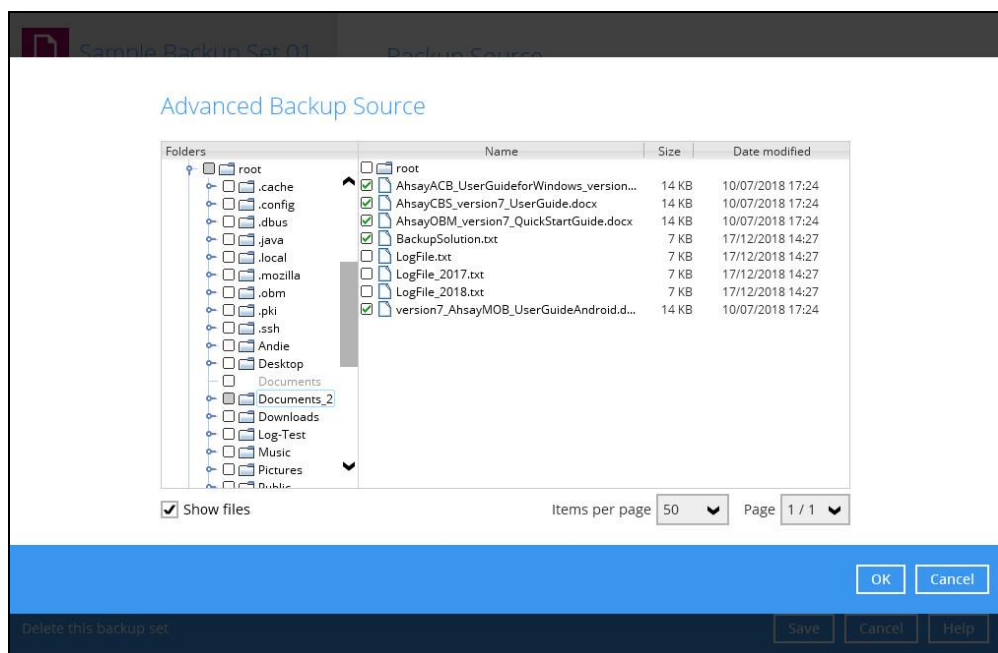 Sample Backup Set 01
Backup Source
Advanced Backup Source
Folders Name Size Date modified
root
.cache
.config
.dbus
.java
.local
.mozilla
.obm
.pki
.ssh
Andie
Desktop
Documents
Documents_2
Downloads
Log-Test
Music
Pictures
Public
root
AhsayACB_UserGuideforWindows_version... 14 KB 10/07/2018 17:24
AhsayCBS_version7_UserGuide.docx 14 KB 10/07/2018 17:24
AhsayOBM_version7_QuickStartGuide.docx 14 KB 10/07/2018 17:24
BackupSolution.txt 7 KB 17/12/2018 14:27
LogFile.txt 7 KB 17/12/2018 14:27
LogFile_2017.txt 7 KB 17/12/2018 14:27
LogFile_2018.txt 7 KB 17/12/2018 14:27
version7_AhsayMOB_UserGuideAndroid.d... 14 KB 10/07/2018 17:24
Show files Items per page 50 Page 1 / 1
OK Cancel
Delete this backup set Save Cancel Help